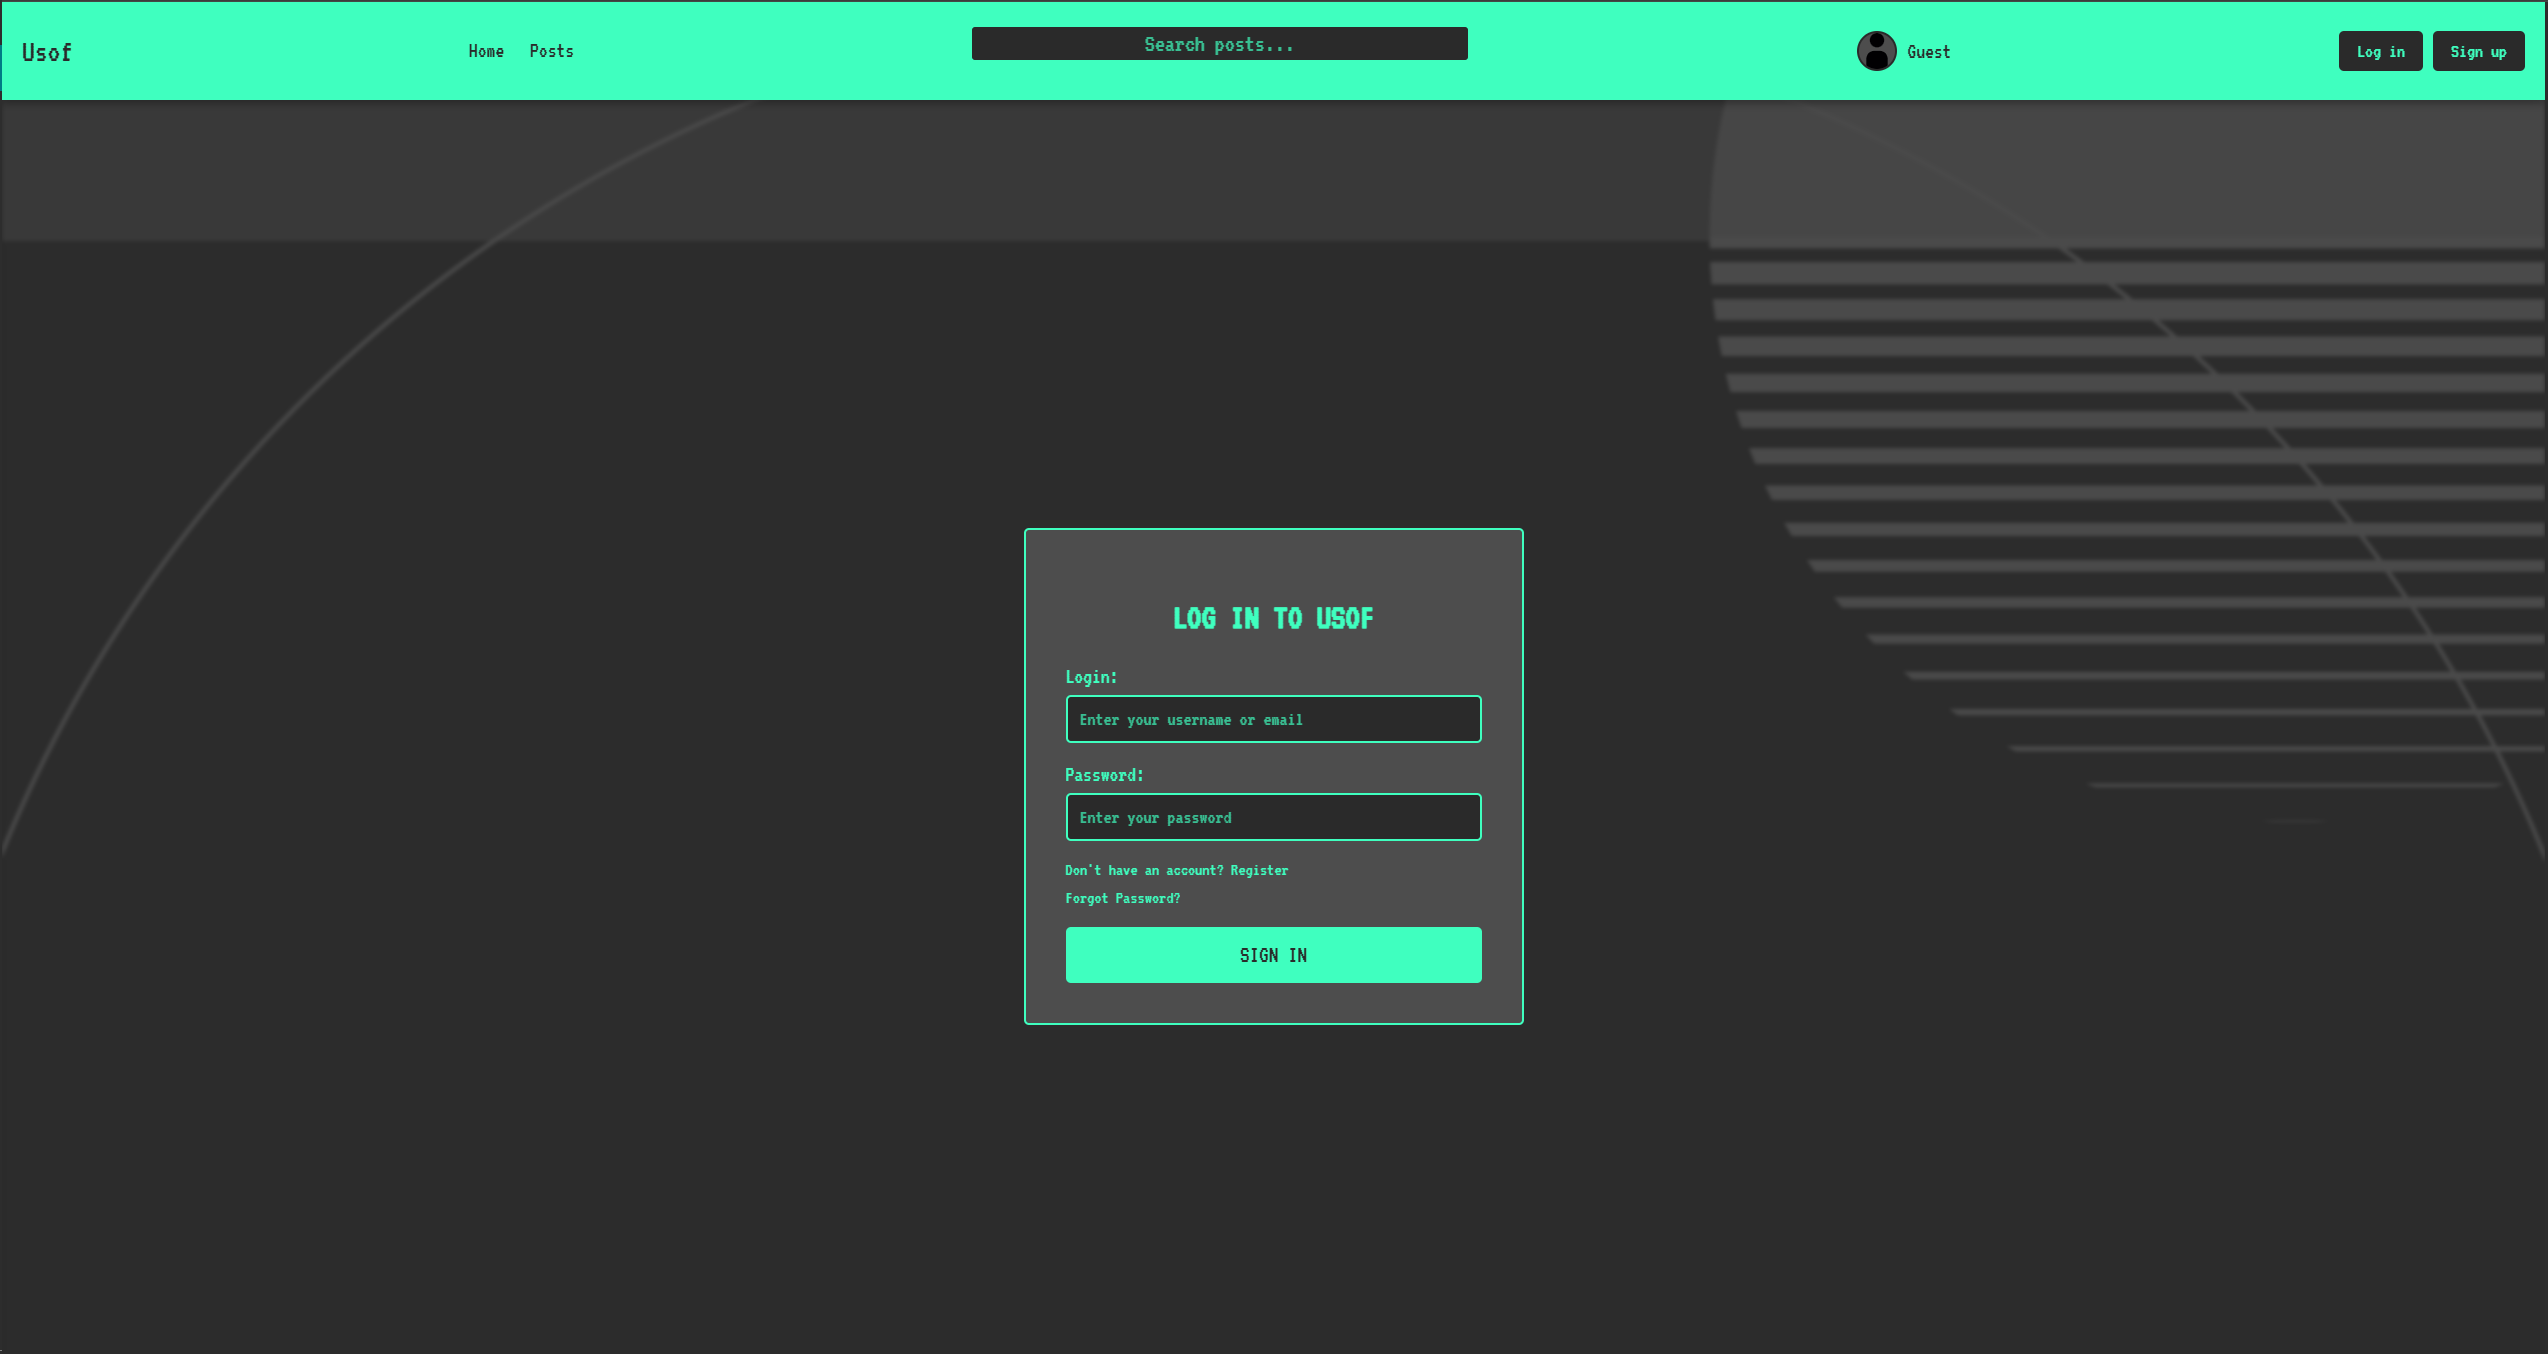 Usof
Home Posts
Search posts...
Guest
Log in Sign up
LOG IN TO USOF
Login:
Enter your username or email
Password:
Enter your password
Don't have an account? Register
Forgot Password?
SIGN IN